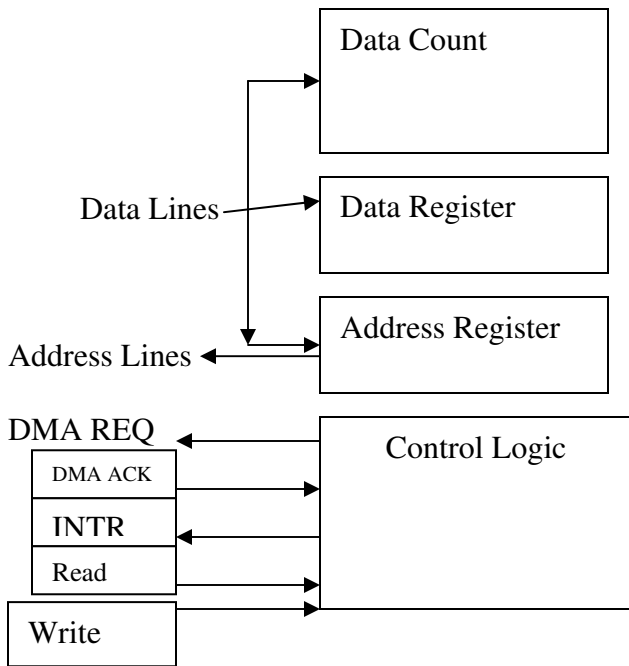 Data Count
Data Lines
Data Register
Address Register
Address Lines
DMA REQ
Control Logic
DMA ACK
INTR
Read
Write